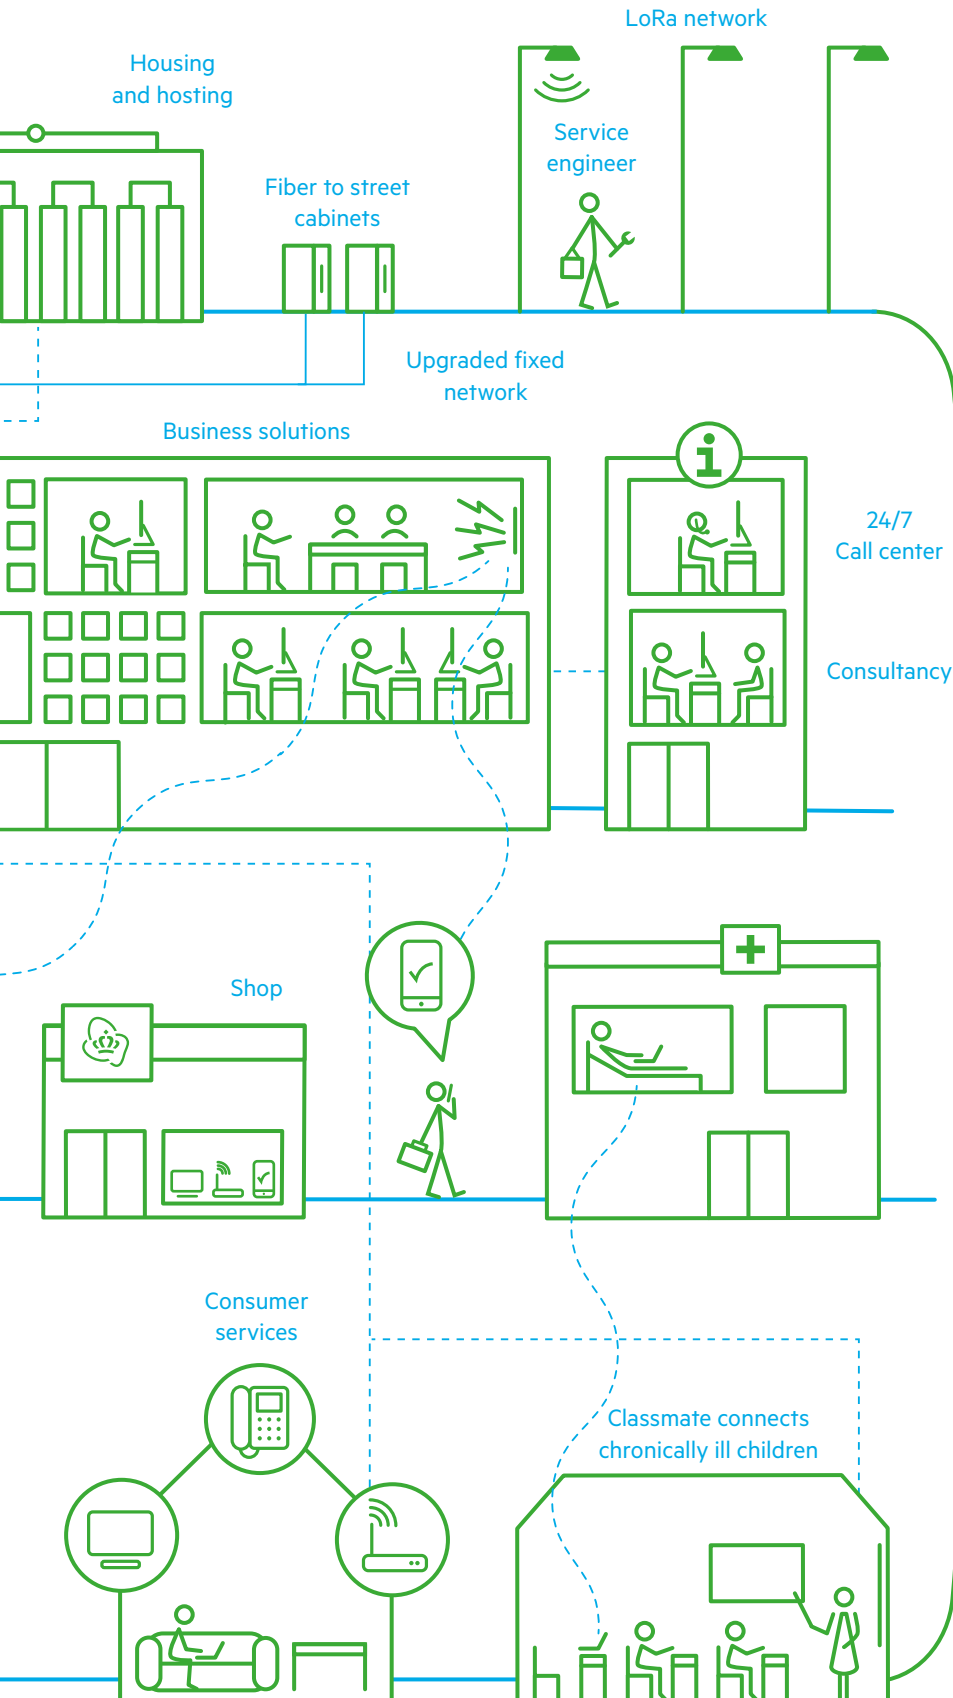 LoRa network
Housing
and hosting
Service
engineer
Fiber to street
cabinets
Upgraded fixed
network
Business solutions
24/7
Call center
Consultancy
Shop
Consumer
services
Classmate connects
chronically ill children